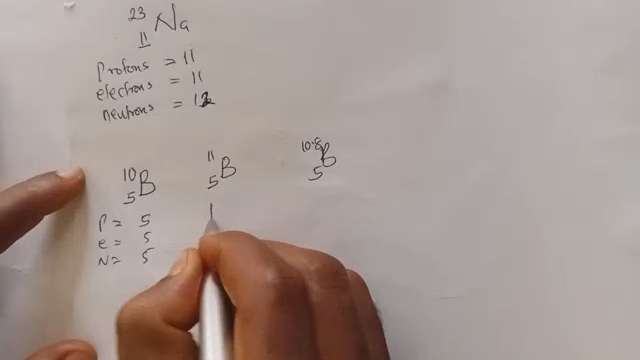 23
11 Na
protons = 11
electrons = 11
neutrons = 12
10 5 B 11 5 B 10.8 5 B
P = 5
e = 5
N = 5